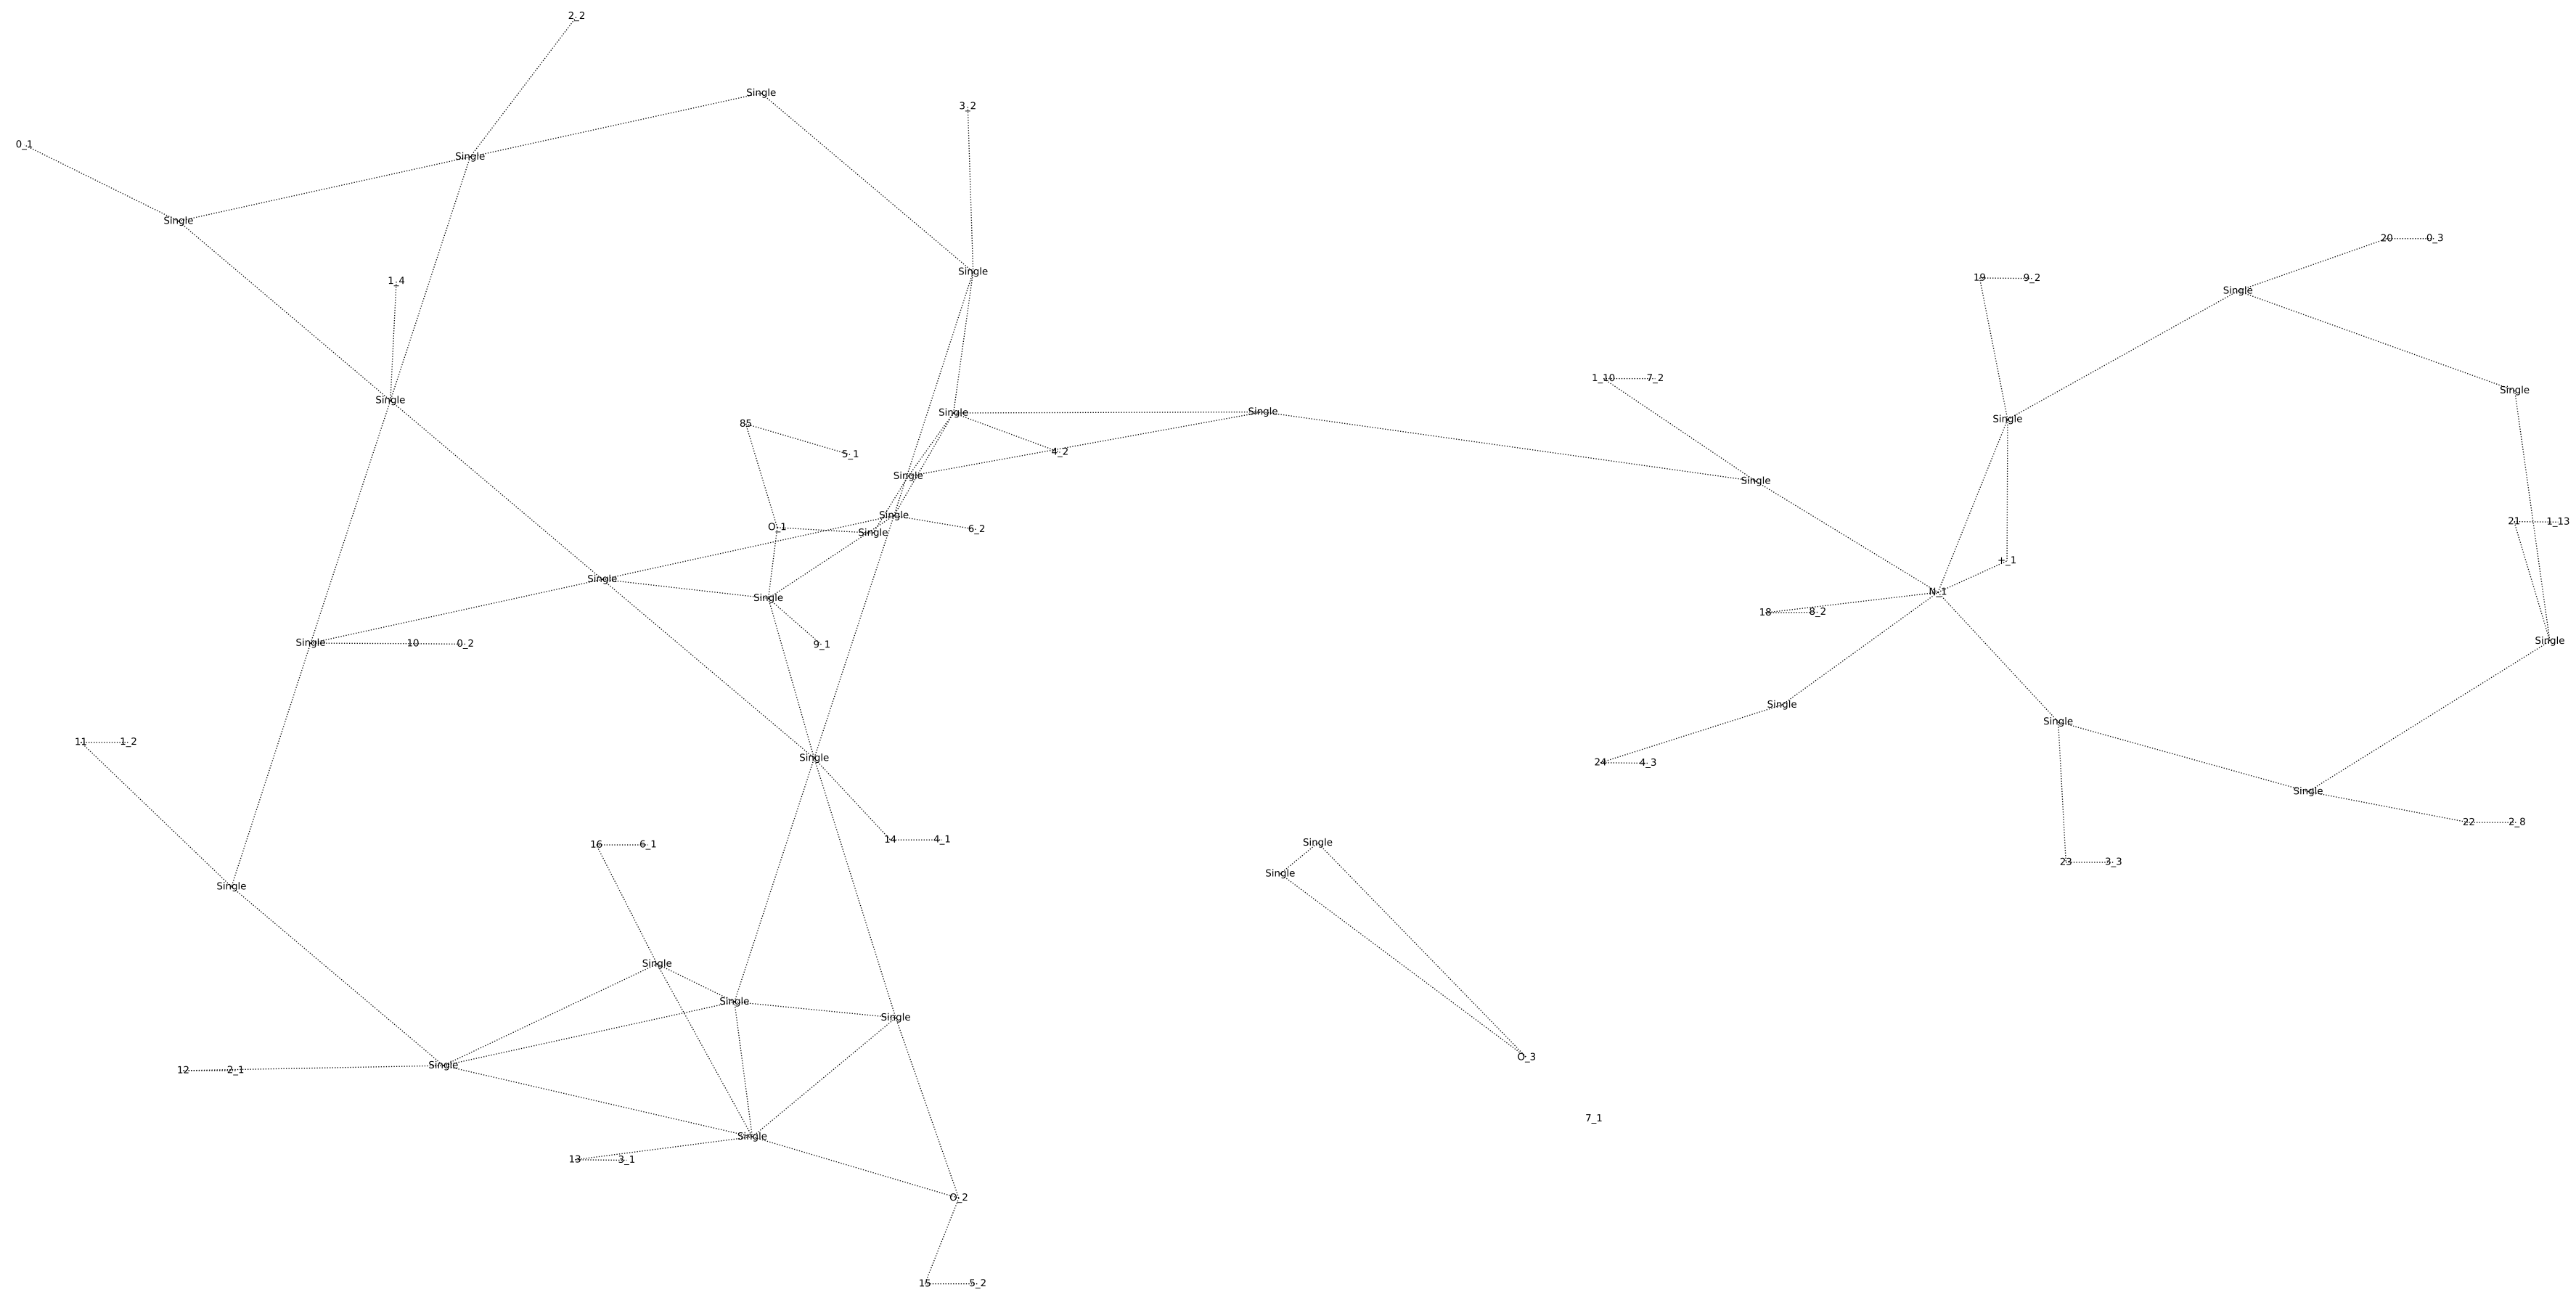 2_2
Single
3_2
0_1
Single
Single
20 0_3
Single
19 9_2
1_4
Single
1_10 7_2
Single
Single
Single Single
Single
85
4_2
5_1
Single
Single
Single
21 1_13
O_1
6_2
Single
+_1
Single
N_1
Single
18 8_2
Single
Single
10 0_2
9_1
Single
Single
11 1_2
Single
24 4_3
Single
22 2_8
14 4_1
Single
16 6_1
23 3_3
Single
Single
Single
Single
Single
O_3
Single
12 2_1
7_1
Single
13 3_1
O_2
15 5_2